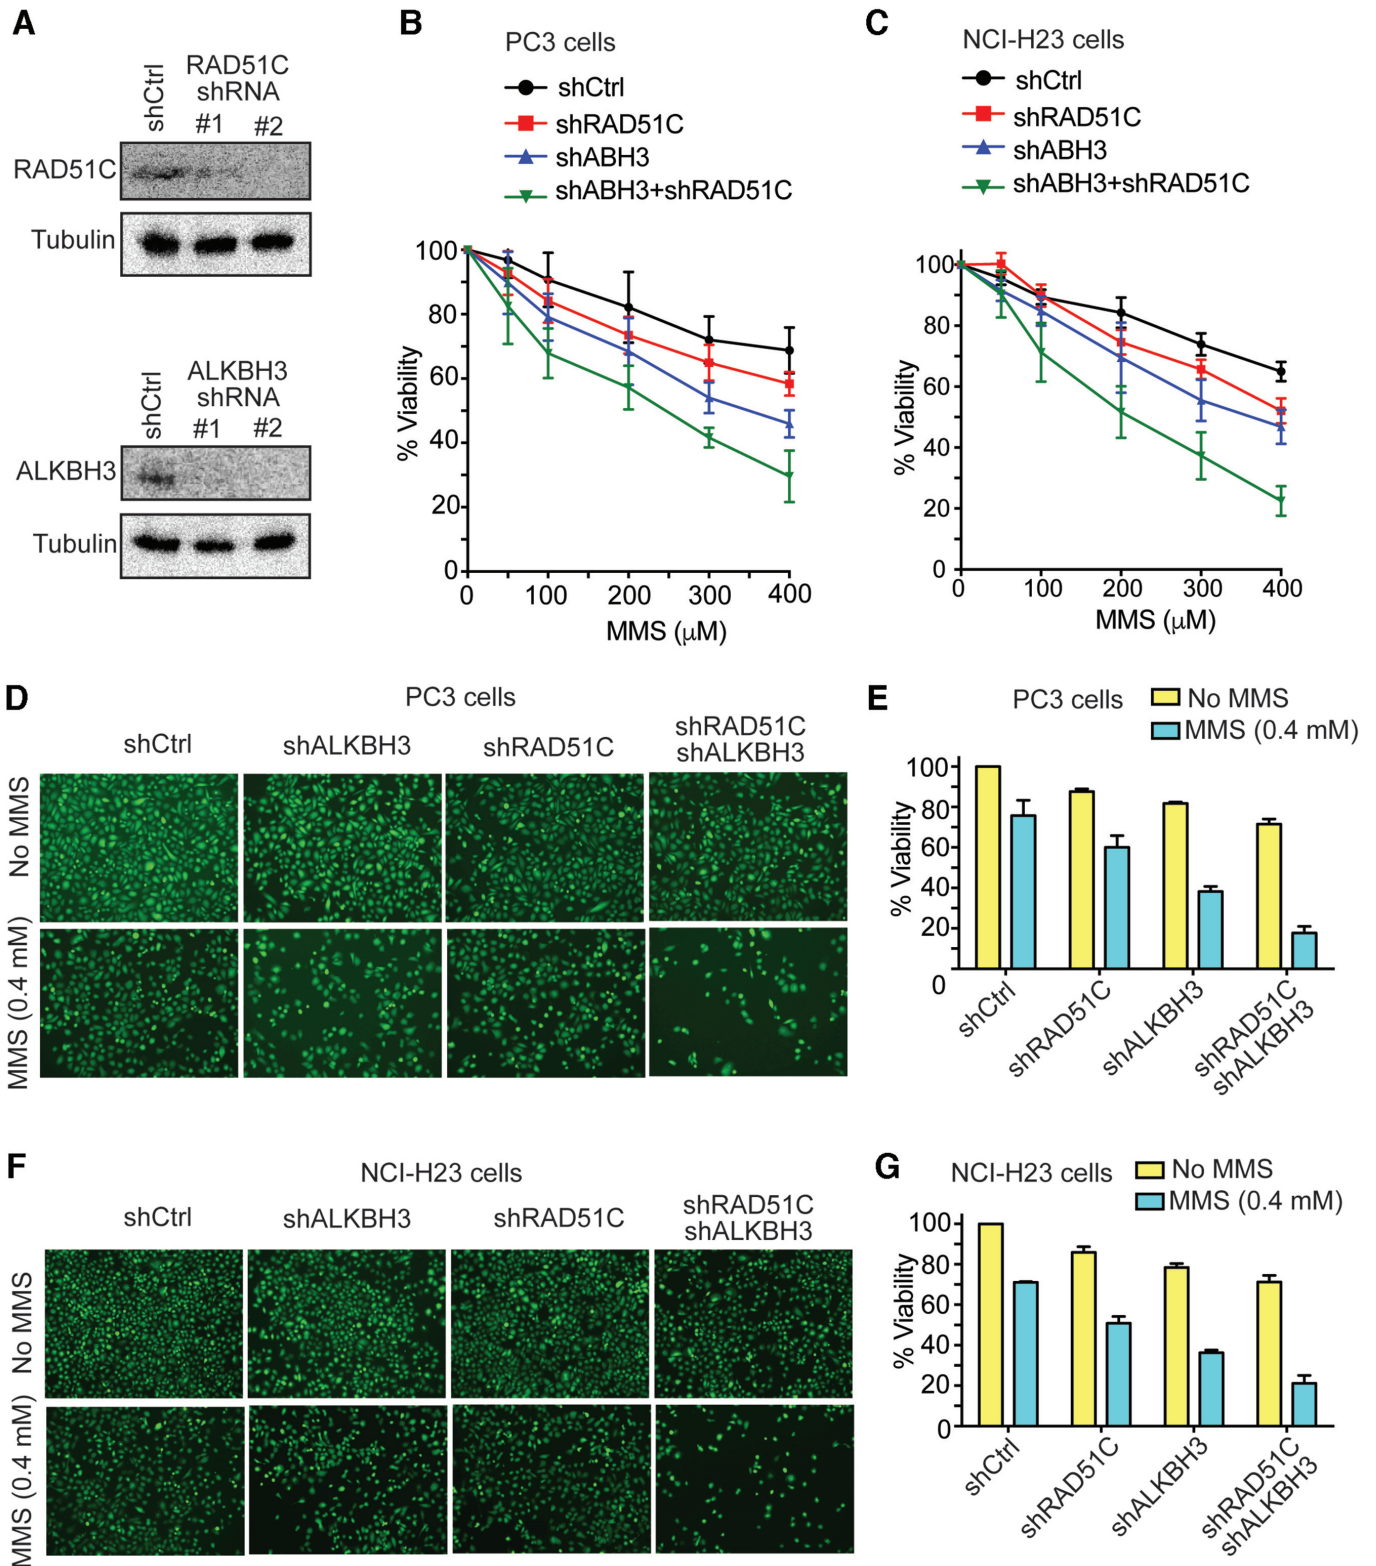 A
shCtrl
RAD51C
shRNA
#1
#2
RAD51C
Tubulin
shCtrl
ALKBH3
shRNA
#1
#2
ALKBH3
Tubulin
B
PC3 cells
shCtrl
shRAD51C
shABH3
shABH3+shRAD51C
% Viability
100
80
60
40
20
0
0 100 200 300 400
MMS (μM)
C
NCI-H23 cells
shCtrl
shRAD51C
shABH3
shABH3+shRAD51C
% Viability
100
80
60
40
20
0
0 100 200 300 400
MMS (μM)
D
PC3 cells
shCtrl
shALKBH3
shRAD51C
shRAD51C
shALKBH3
No MMS
MMS (0.4 mM)
E
PC3 cells
No MMS
MMS (0.4 mM)
% Viability
100
80
60
40
20
0
shCtrl
shRAD51C
shALKBH3
shRAD51C
shALKBH3
F
NCI-H23 cells
shCtrl
shALKBH3
shRAD51C
shRAD51C
shALKBH3
No MMS
MMS (0.4 mM)
G
NCI-H23 cells
No MMS
MMS (0.4 mM)
% Viability
100
80
60
40
20
0
shCtrl
shRAD51C
shALKBH3
shRAD51C
shALKBH3